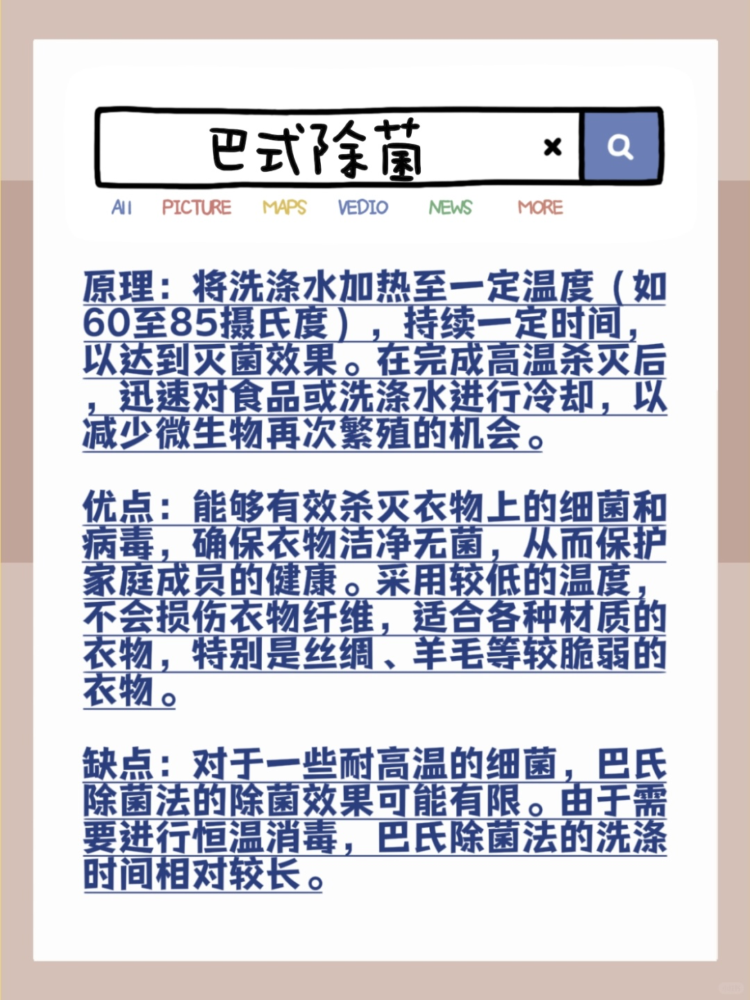 巴式除菌
All PICTURE MAPS VEDIO NEWS MORE
原理：将洗涤水加热至一定温度（如
60至85摄氏度），持续一定时间，
以达到灭菌效果。在完成高温杀灭后
，迅速对食品或洗涤水进行冷却，以
减少微生物再次繁殖的机会。
优点：能够有效杀灭衣物上的细菌和
病毒，确保衣物洁净无菌，从而保护
家庭成员的健康。采用较低的温度，
不会损伤衣物纤维，适合各种材质的
衣物，特别是丝绸、羊毛等较脆弱的
衣物。
缺点：对于一些耐高温的细菌，巴氏
除菌法的除菌效果可能有限。由于需
要进行恒温消毒，巴氏除菌法的洗涤
时间相对较长。